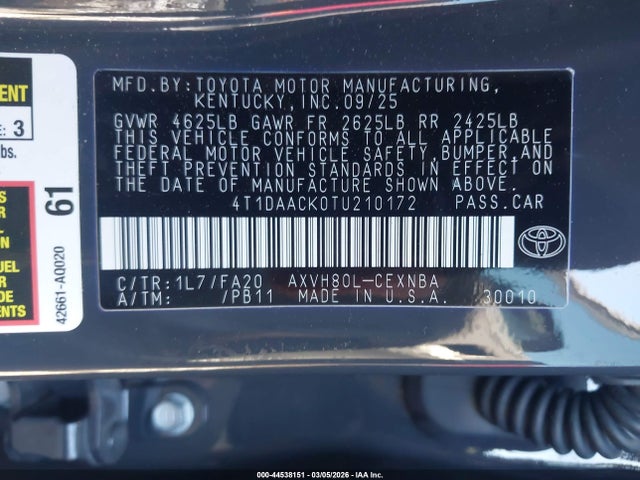 MFD.BY:TOYOTA MOTOR MANUFACTURING,
KENTUCKY,INC.09/25
GVWR 4625LB GAWR FR 2625LB RR 2425LB
THIS VEHICLE CONFORMS TO ALL APPLICABLE
FEDERAL MOTOR VEHICLE SAFETY,BUMPER,AND
THEFT PREVENTION STANDARDS IN EFFECT ON
THE DATE OF MANUFACTURE SHOWN ABOVE.
4T1DAACK0TU210172 PASS.CAR
C/TR:1L7/FA20 AXVH80L-CEXNBA
A/TM: /PB11 MADE IN U.S.A. 30010
: 3
bs.
61
42661-A0020
000-44538151 - 03/05/2026 - IAA Inc.